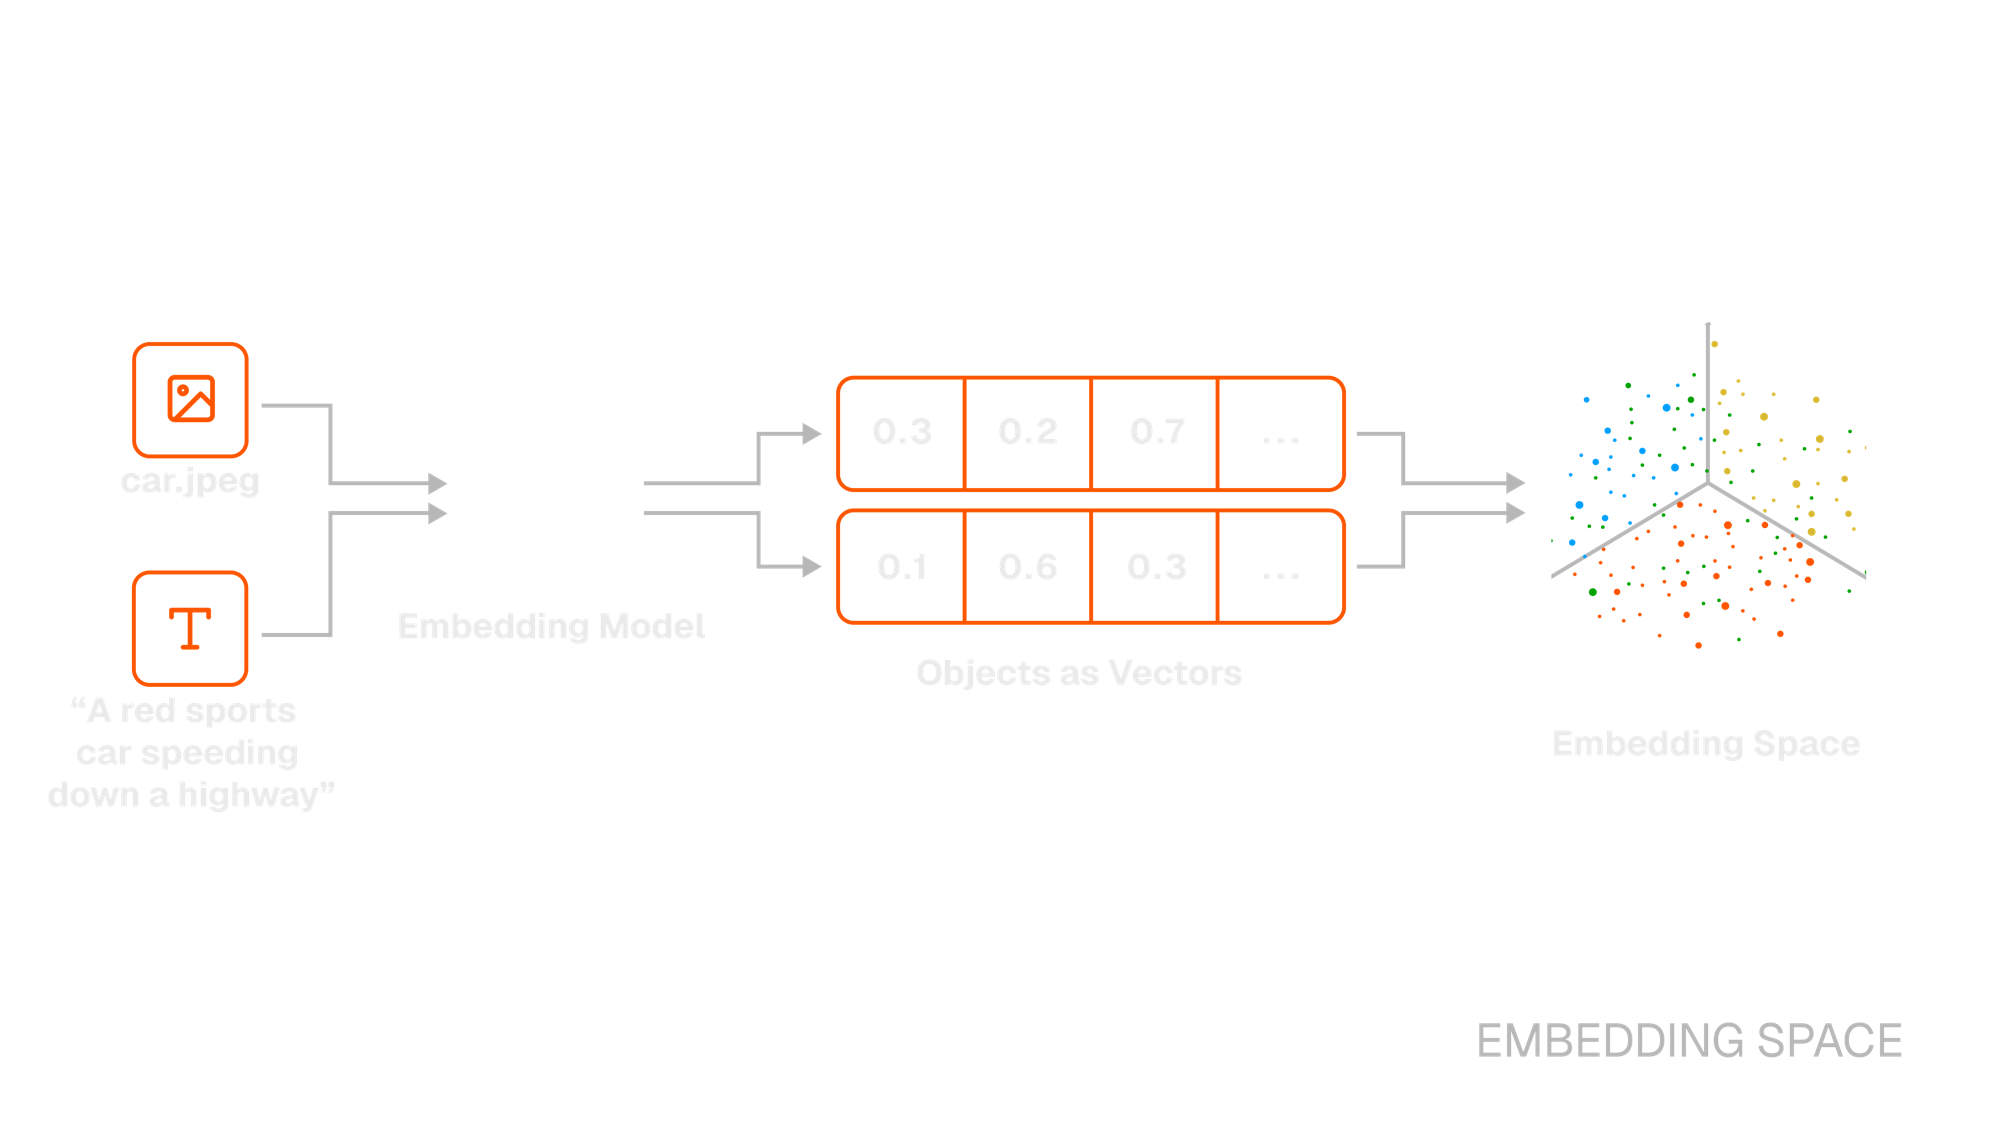 car.jpeg
“A red sports
car speeding
down a highway”
Embedding Model
0.3 0.2 0.7 ...
0.1 0.6 0.3 ...
Objects as Vectors
Embedding Space
EMBEDDING SPACE